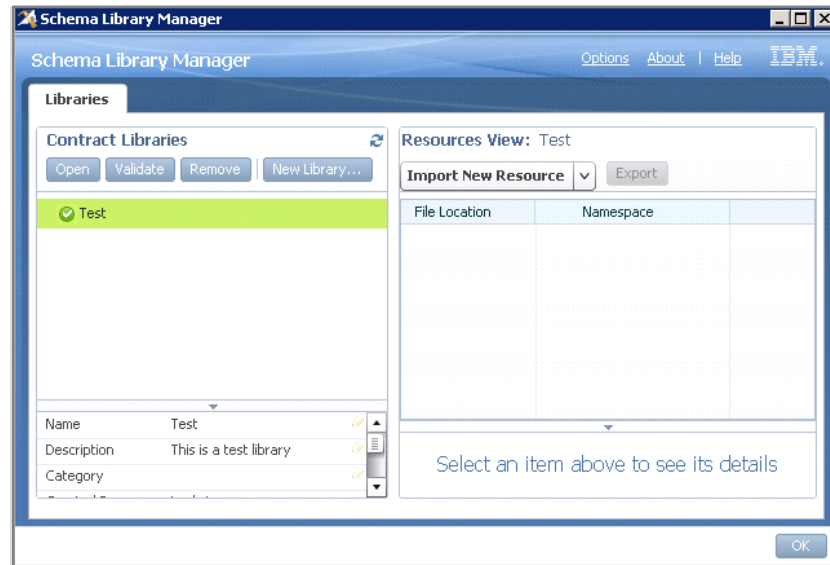 Schema Library Manager
Schema Library Manager
Options About | Help IBM.
Libraries
Contract Libraries
Open Validate Remove New Library...
Test
Name Test
Description This is a test library
Category
Resources View: Test
Import New Resource Export
File Location Namespace
Select an item above to see its details
OK